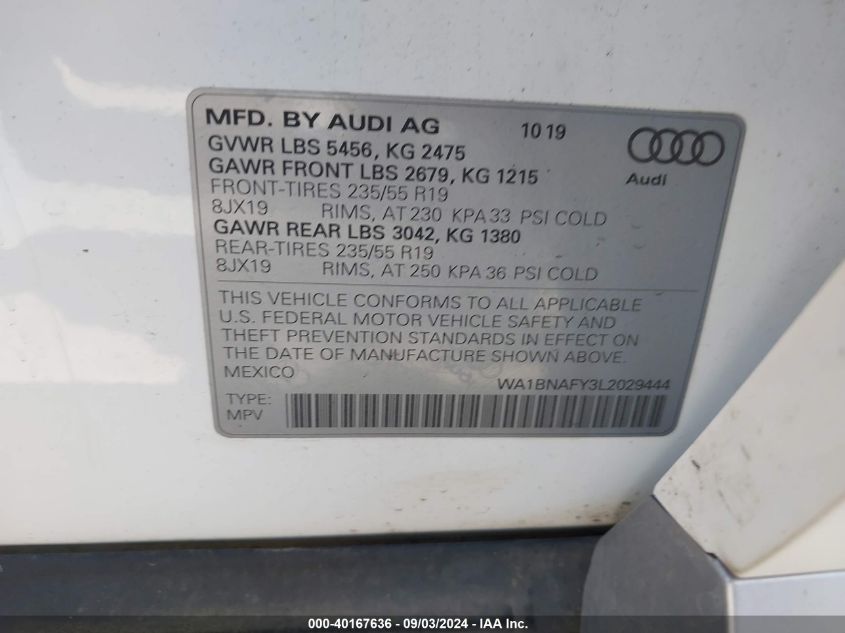 MFD. BY AUDI AG 10 19
GVWR LBS 5456, KG 2475
GAWR FRONT LBS 2679, KG 1215
FRONT-TIRES 235/55 R19
8JX19 RIMS, AT 230 KPA 33 PSI COLD
GAWR REAR LBS 3042, KG 1380
REAR-TIRES 235/55 R19
8JX19 RIMS, AT 250 KPA 36 PSI COLD
Audi
THIS VEHICLE CONFORMS TO ALL APPLICABLE
U.S. FEDERAL MOTOR VEHICLE SAFETY AND
THEFT PREVENTION STANDARDS IN EFFECT ON
THE DATE OF MANUFACTURE SHOWN ABOVE.
MEXICO
WA1BNAFY3L2029444
TYPE:
MPV
000-40167636 - 09/03/2024 - IAA Inc.